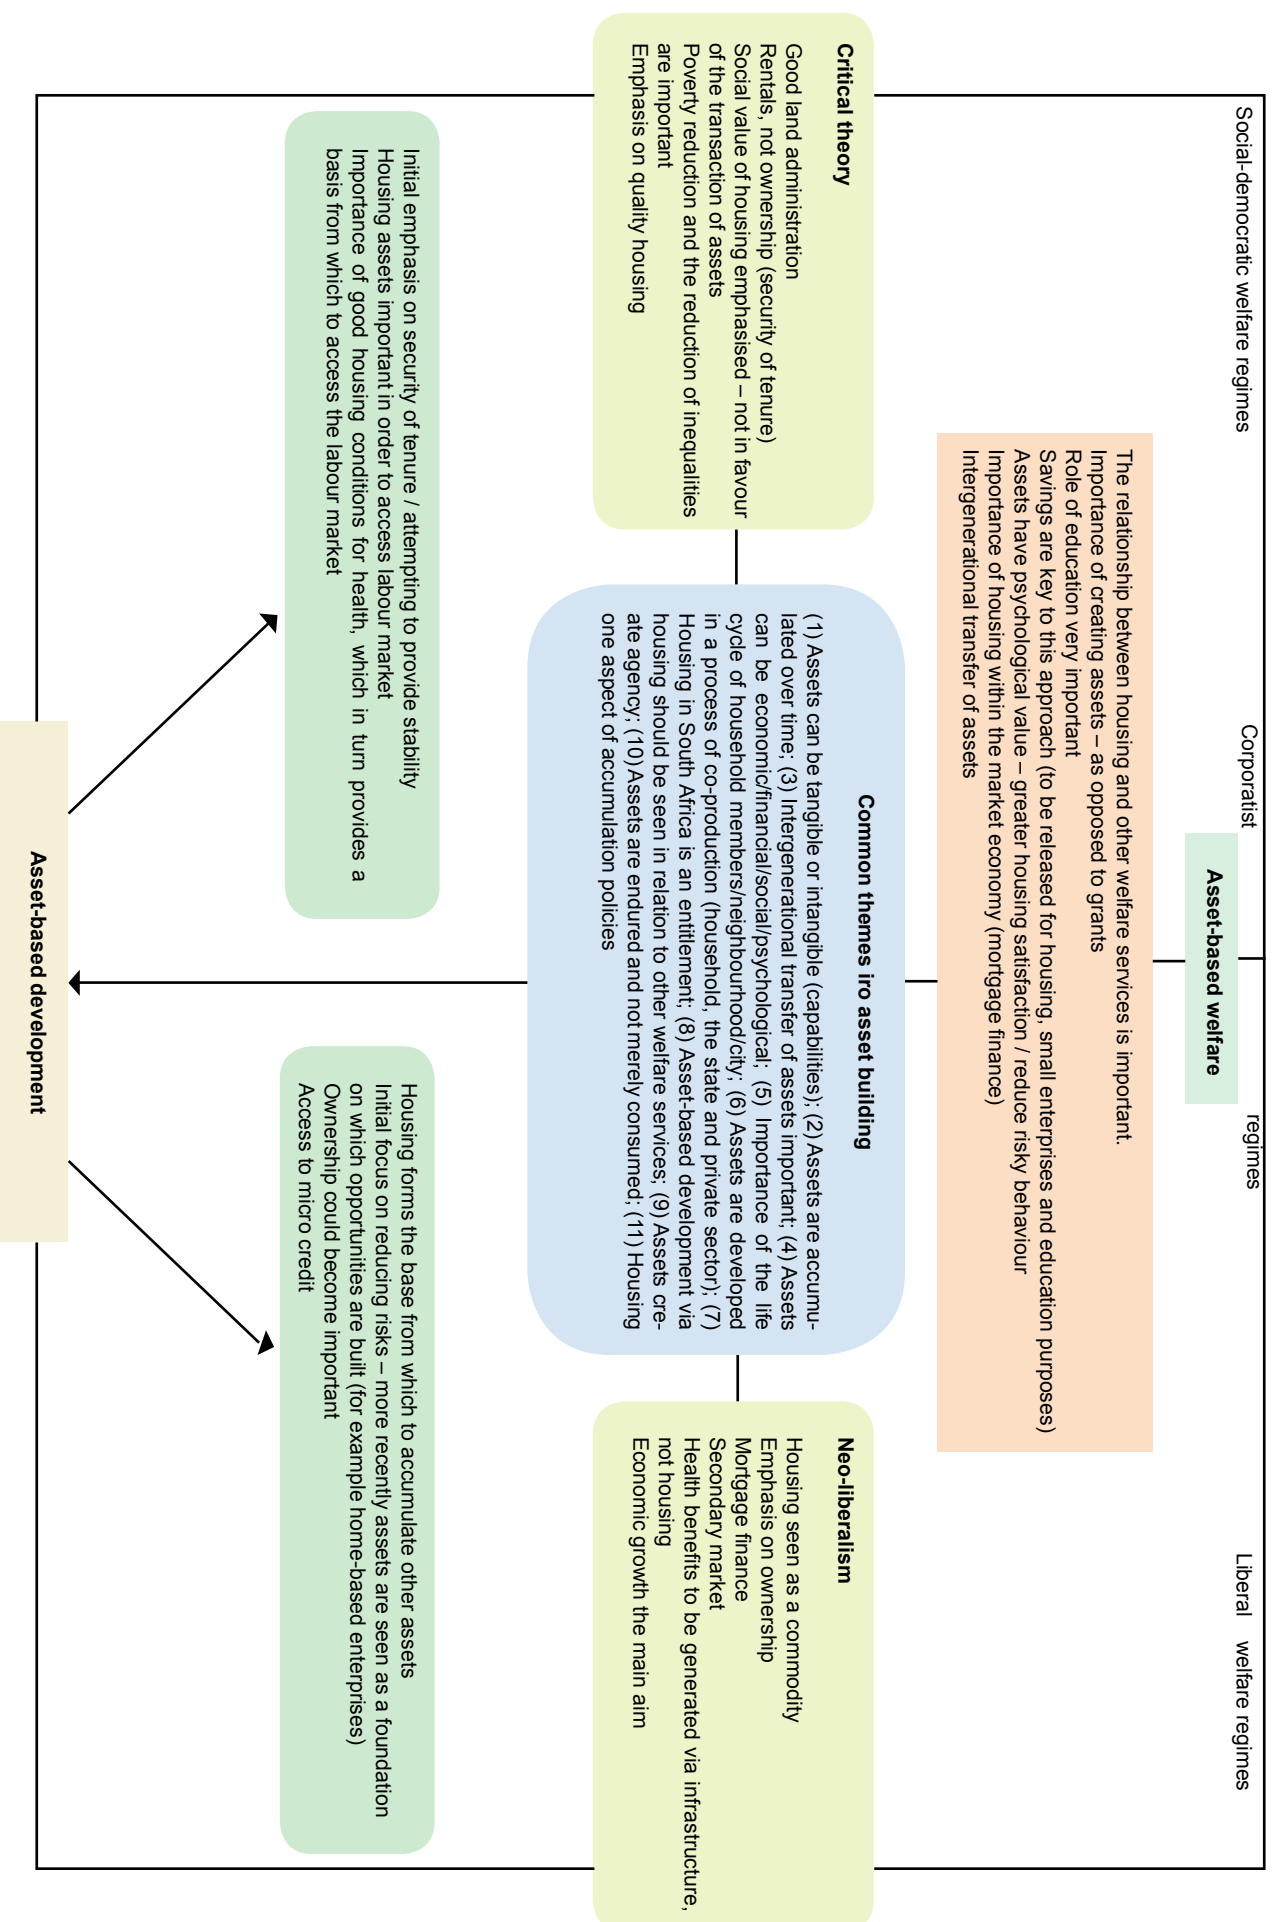 Social-democratic welfare regimes
Corporatist
regimes
Liberal welfare regimes
Asset-based welfare
The relationship between housing and other welfare services is important.
Importance of creating assets – as opposed to grants
Role of education very important
Savings are key to this approach (to be released for housing, small enterprises and education purposes)
Assets have psychological value – greater housing satisfaction / reduce risky behaviour
Importance of housing within the market economy (mortgage finance)
Intergenerational transfer of assets
Critical theory
Good land administration
Rentals, not ownership (security of tenure)
Social value of housing emphasised – not in favour
of the transaction of assets
Poverty reduction and the reduction of inequalities
are important
Emphasis on quality housing
Common themes iro asset building
(1) Assets can be tangible or intangible (capabilities); (2) Assets are accumu-
lated over time; (3) Intergenerational transfer of assets important; (4) Assets
can be economic/financial/social/psychological; (5) Importance of the life
cycle of household members/neighbourhood/city; (6) Assets are developed
in a process of co-production (household, the state and private sector); (7)
Housing in South Africa is an entitlement; (8) Asset-based development via
housing should be seen in relation to other welfare services; (9) Assets cre-
ate agency; (10) Assets are endured and not merely consumed; (11) Housing
one aspect of accumulation policies
Neo-liberalism
Housing seen as a commodity
Emphasis on ownership
Mortgage finance
Secondary market
Health benefits to be generated via infrastructure,
not housing
Economic growth the main aim
Initial emphasis on security of tenure / attempting to provide stability
Housing assets important in order to access labour market
Importance of good housing conditions for health, which in turn provides a
basis from which to access the labour market
Housing forms the base from which to accumulate other assets
Initial focus on reducing risks – more recently assets are seen as a foundation
on which opportunities are built (for example home-based enterprises)
Ownership could become important
Access to micro credit
Asset-based development